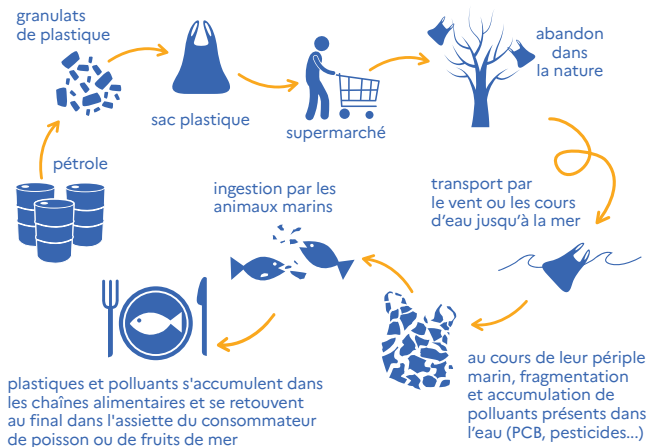 granulats
de plastique
sac plastique
supermarché
abandon
dans
la nature
pétrole
transport par
le vent ou les cours
d'eau jusqu'à la mer
ingestion par les
animaux marins
au cours de leur périple
marin, fragmentation
et accumulation de
polluants présents dans
l'eau (PCB, pesticides...)
plastiques et polluants s'accumulent dans
les chaînes alimentaires et se retouvent
au final dans l'assiette du consommateur
de poisson ou de fruits de mer